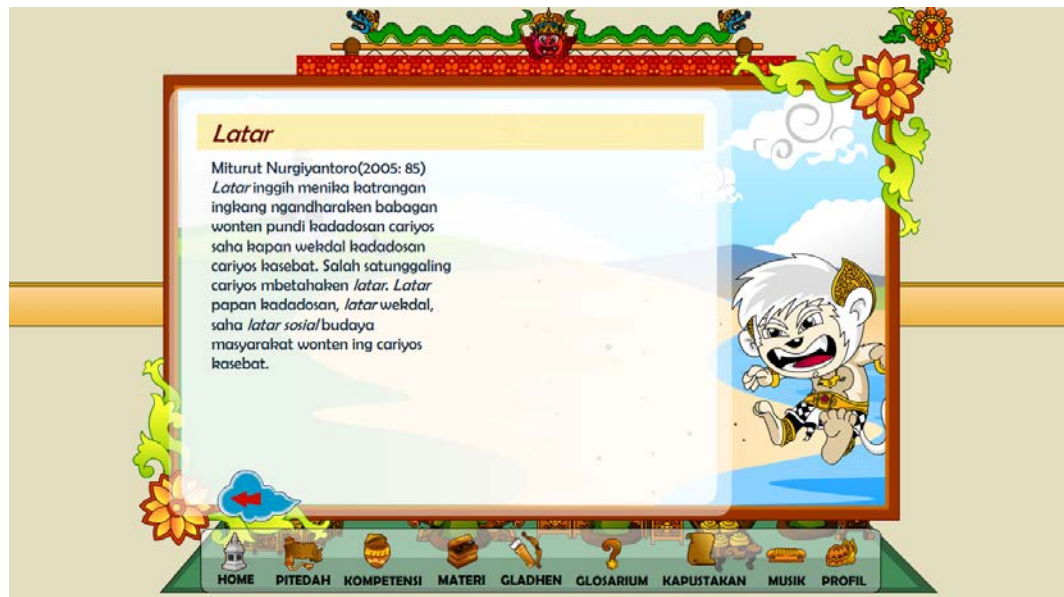 Latar
Miturut Nurgiyantoro(2005: 85)
Latar inggih menika katrangan
ingkang ngandharaken babagan
wonten pundi kadadosan cariyos
saha kapan wekdal kadadosan
cariyos kasebat. Salah satunggaling
cariyos mbetahaken latar. Latar
papan kadadosan, latar wekdal,
saha latar sosial budaya
masyarakat wonten ing cariyos
kasebat.
HOME PITEDAH KOMPETENSI MATERI GLADHEN GLOSARIUM KAPUSTAKAN MUSIK PROFIL